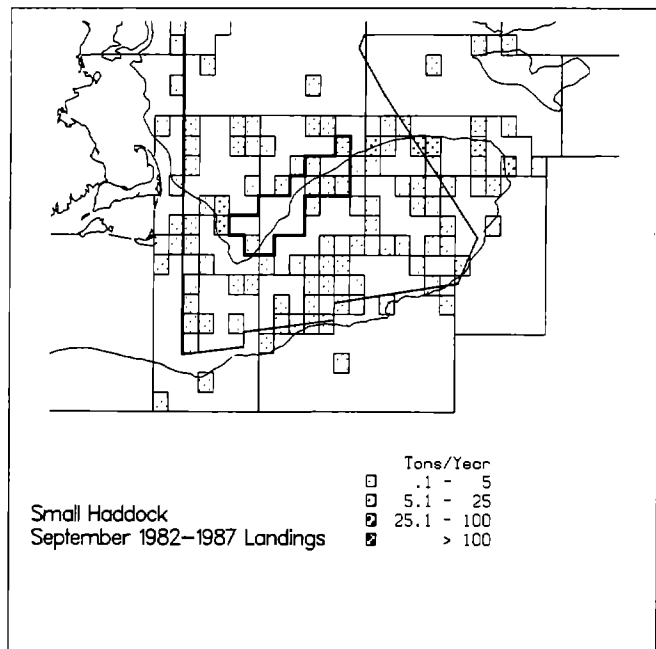 Tons/Year
.1 - 5
5.1 - 25
25.1 - 100
> 100
Small Haddock
September 1982-1987 Landings